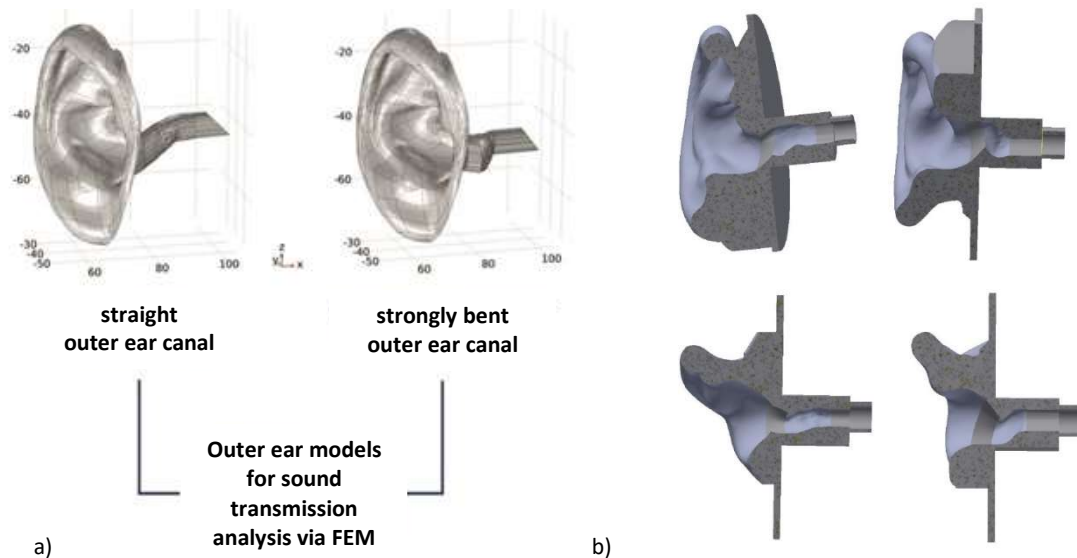 -20
-40
-60
-30
-40
-50
60
80
100
z
y
x
-20
-40
-60
-30
-40
-50
60
80
100
straight
outer ear canal
strongly bent
outer ear canal
Outer ear models
for sound
transmission
analysis via FEM
a)
b)